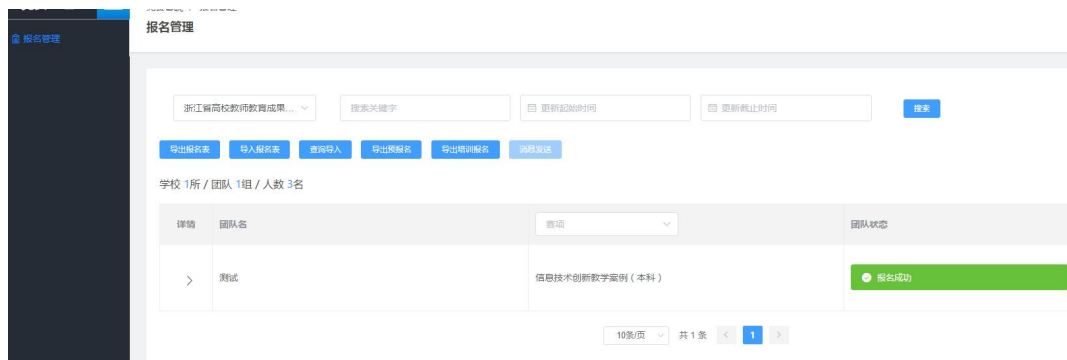 报名管理
报名管理
浙江省高校教师教育成果...
搜索关键字
更新起始时间
更新截止时间
搜索
导出报名表
导入报名表
查询导入
导出预报名
导出培训报名
消息发送
学校 1所 / 团队 1组 / 人数 3名
详情 团队名 赛项 团队状态
测试 信息技术创新教学案例（本科） 报名成功
10条/页 共 1 条 < 1 >